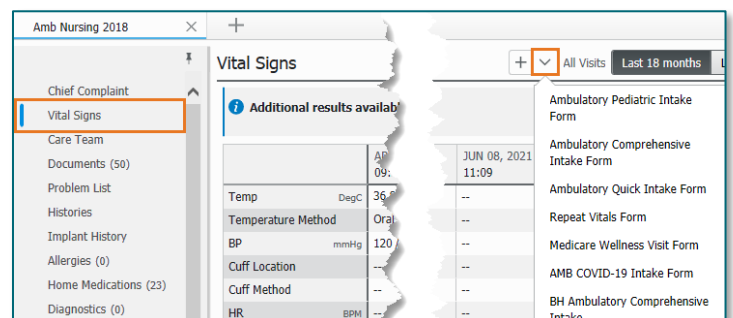 Amb Nursing 2018
Vital Signs
All Visits Last 18 months
Chief Complaint
Vital Signs
Care Team
Documents (50)
Problem List
Histories
Implant History
Allergies (0)
Home Medications (23)
Diagnostics (0)
Additional results
JUN 08, 2021
09: 11:09
Temp DegC --
Temperature Method --
BP mmHg 120 --
Cuff Location -- --
Cuff Method -- --
HR BPM -- --
Ambulatory Pediatric Intake
Form
Ambulatory Comprehensive
Intake Form
Ambulatory Quick Intake Form
Repeat Vitals Form
Medicare Wellness Visit Form
AMB COVID-19 Intake Form
BH Ambulatory Comprehensive
Intake